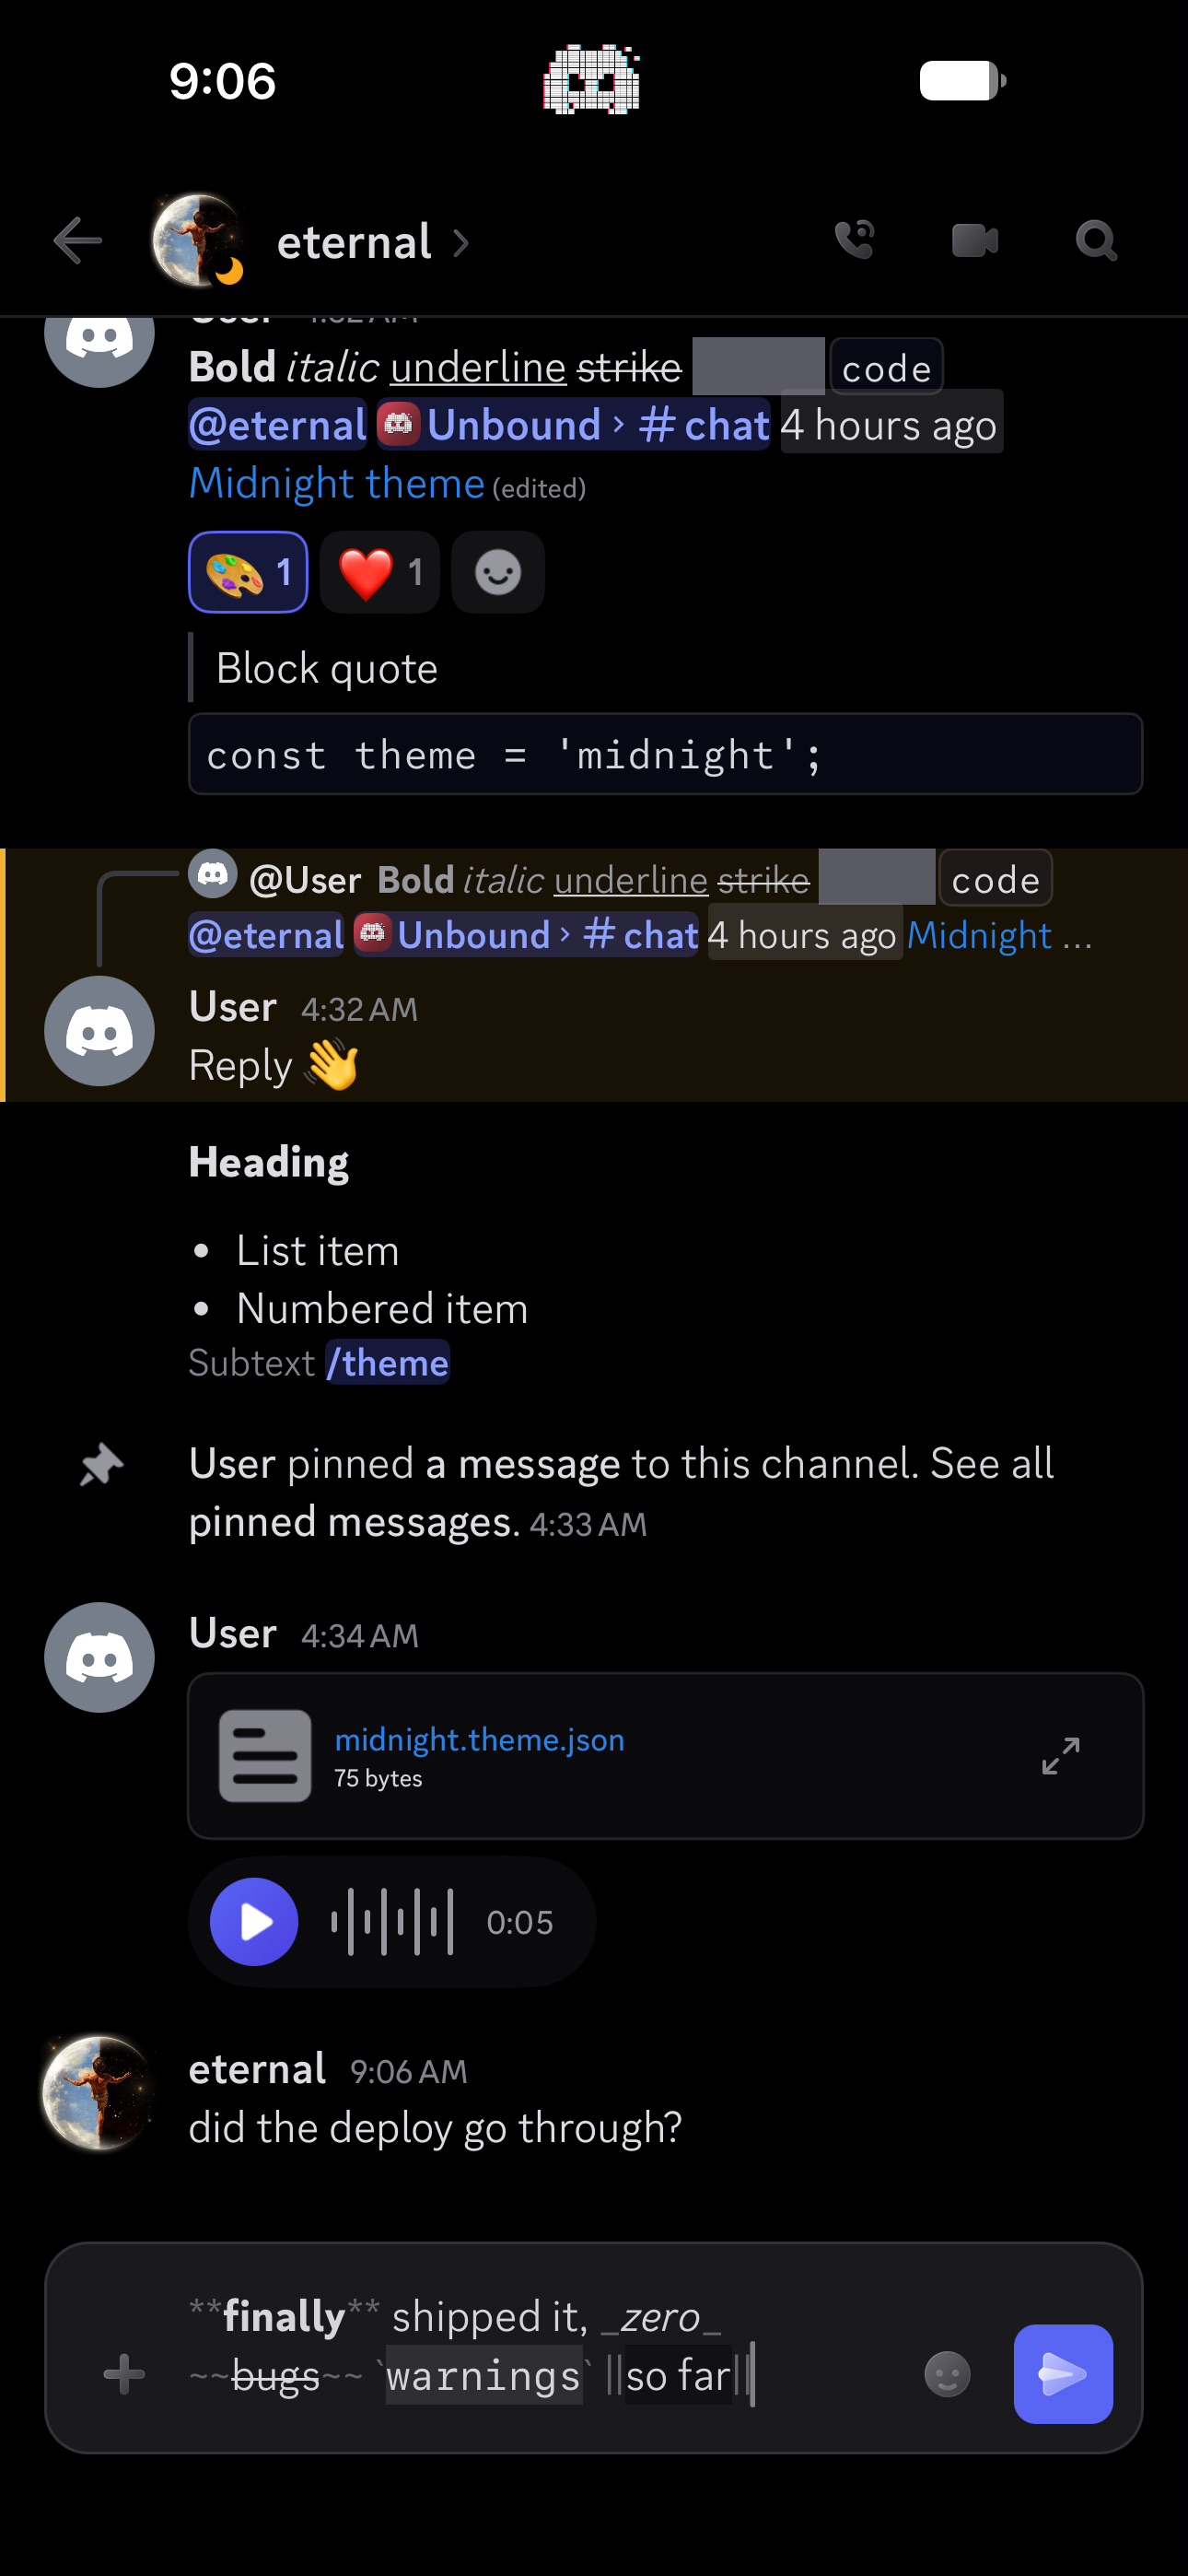 9:06
eternal
User 4:32 AM
Bold italic underline strike code
@eternal Unbound › # chat 4 hours ago
Midnight theme (edited)
1 1
Block quote
const theme = 'midnight';
@User Bold italic underline strike code
@eternal Unbound › # chat 4 hours ago Midnight ...
User 4:32 AM
Reply 👋
Heading
• List item
• Numbered item
Subtext /theme
User pinned a message to this channel. See all
pinned messages. 4:33 AM
User 4:34 AM
midnight.theme.json
75 bytes
0:05
eternal 9:06 AM
did the deploy go through?
**finally** shipped it, _zero_
~~bugs~~ `warnings` ||so far||